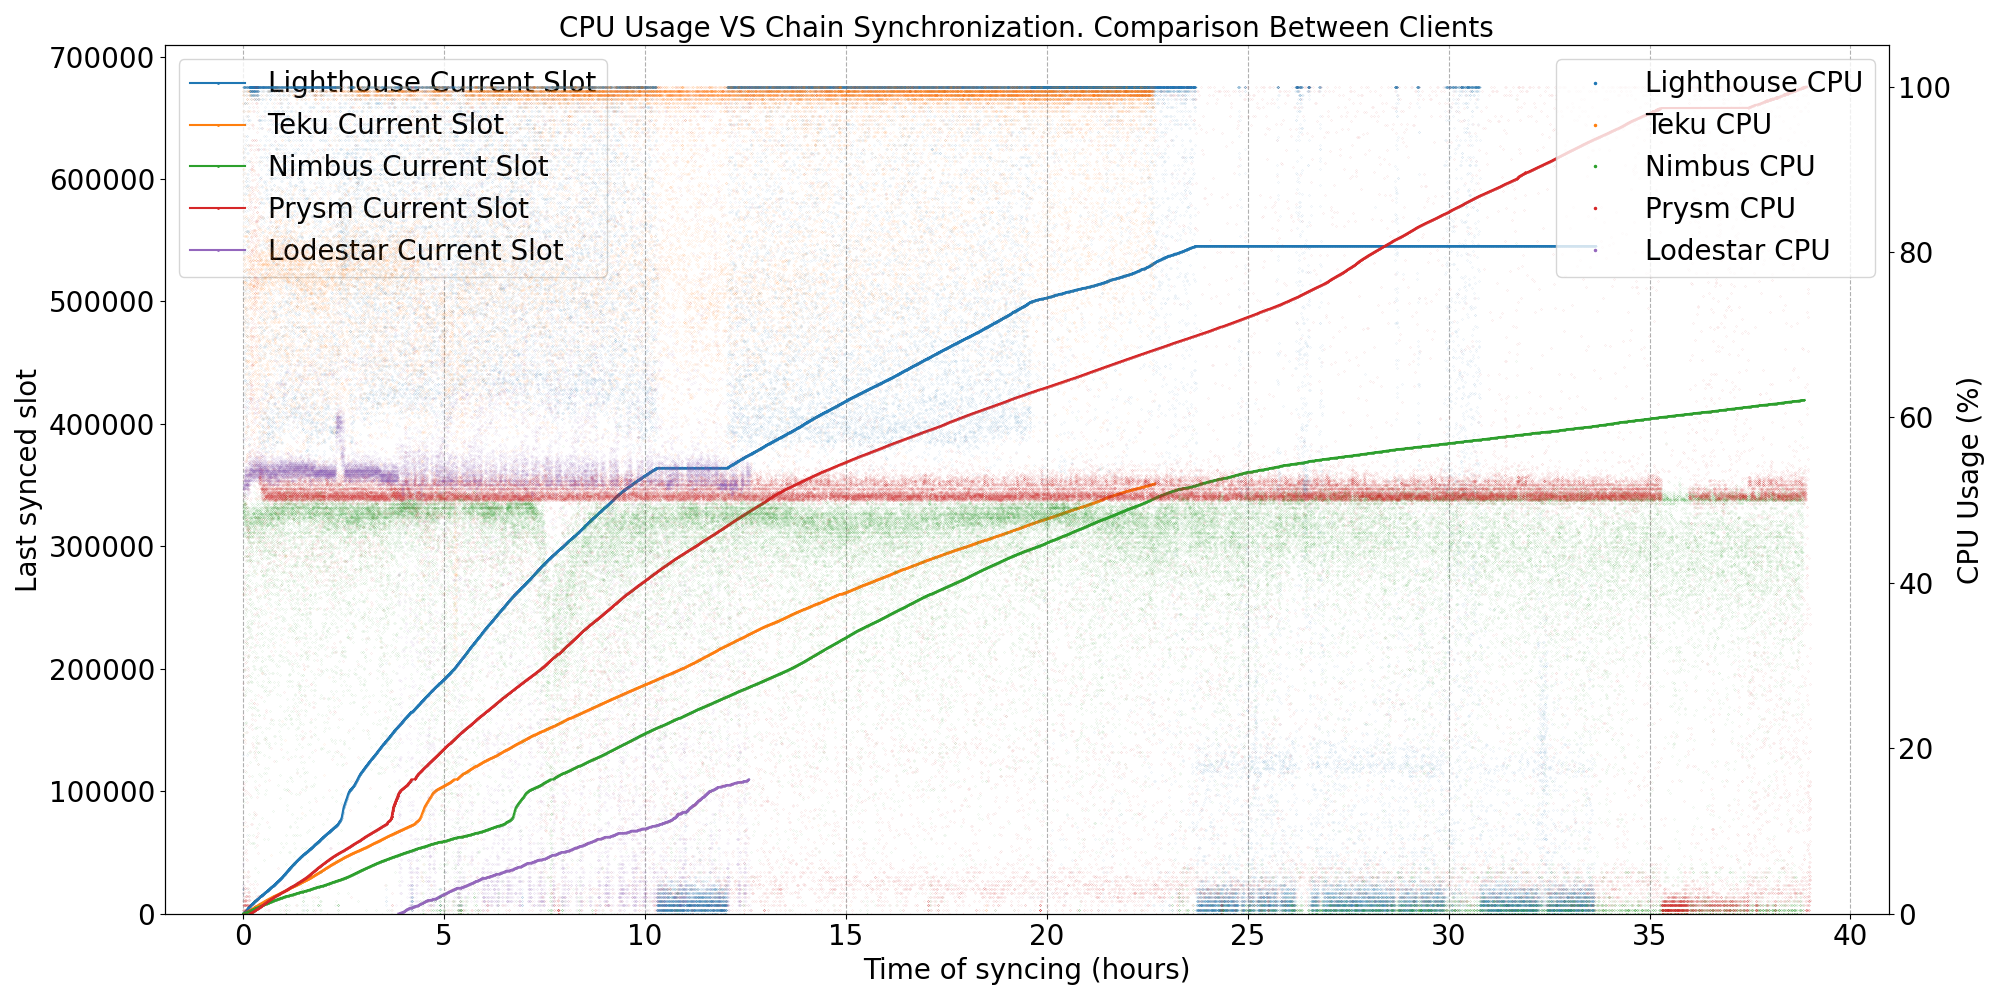 CPU Usage VS Chain Synchronization. Comparison Between Clients
Lighthouse Current Slot
Teku Current Slot
Nimbus Current Slot
Prysm Current Slot
Lodestar Current Slot
Lighthouse CPU
Teku CPU
Nimbus CPU
Prysm CPU
Lodestar CPU
Last synced slot
700000
600000
500000
400000
300000
200000
100000
0
CPU Usage (%)
100
80
60
40
20
0
0 5 10 15 20 25 30 35 40
Time of syncing (hours)